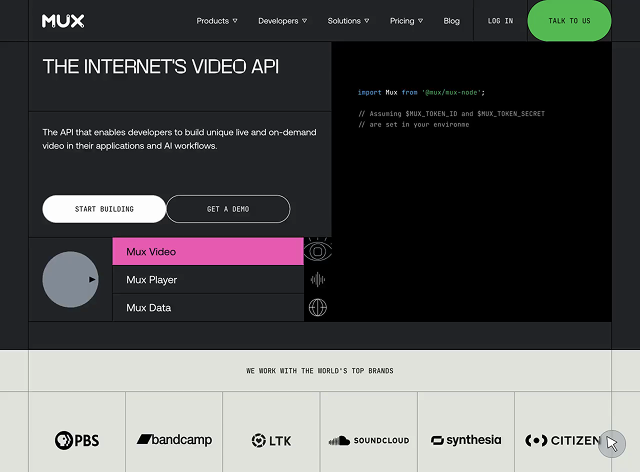 MUX
Products
Developers
Solutions
Pricing
Blog
LOG IN
TALK TO US
THE INTERNET'S VIDEO API
The API that enables developers to build unique live and on-demand
video in their applications and AI workflows.
START BUILDING
GET A DEMO
import Mux from '@mux/mux-node';
// Assuming $MUX_TOKEN_ID and $MUX_TOKEN_SECRET
// are set in your environme
Mux Video
Mux Player
Mux Data
WE WORK WITH THE WORLD'S TOP BRANDS
PBS
bandcamp
LTK
SOUNDCLOUD
synthesia
CITIZEN